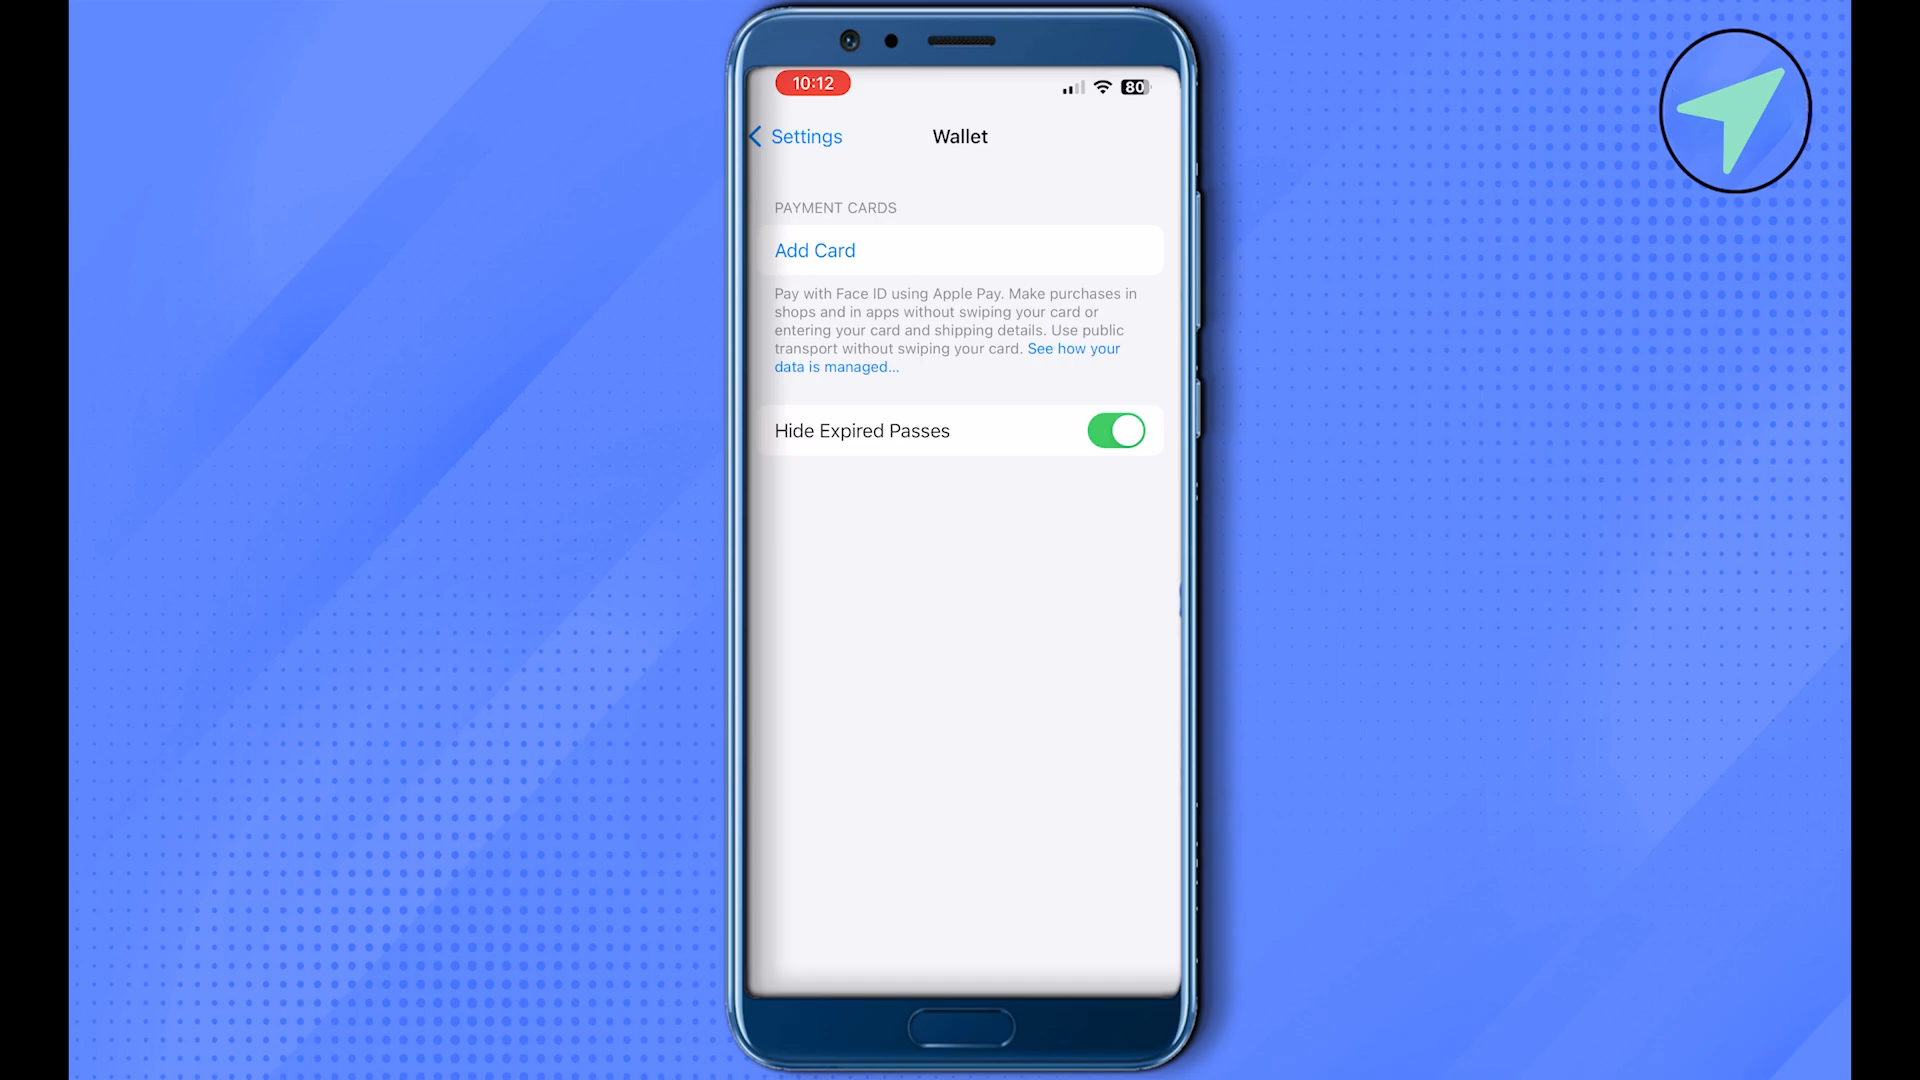 10:12
80
Settings
Wallet
PAYMENT CARDS
Add Card
Pay with Face ID using Apple Pay. Make purchases in
shops and in apps without swiping your card or
entering your card and shipping details. Use public
transport without swiping your card. See how your
data is managed...
Hide Expired Passes